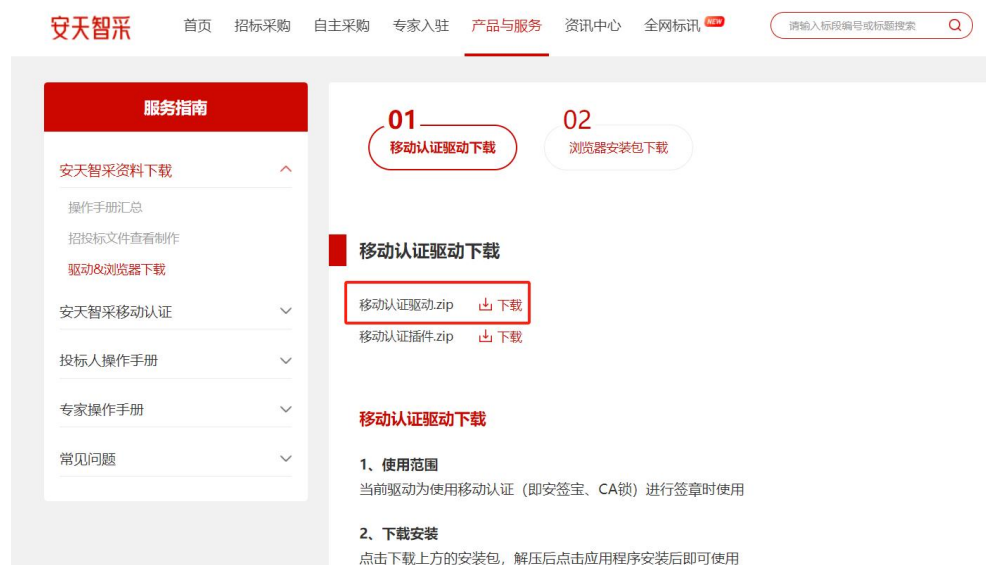 安天智采 首页 招标采购 自主采购 专家入驻 产品与服务 资讯中心 全网标讯 NEW 请输入标段编号或标题搜索
服务指南
安天智采资料下载
操作手册汇总
招投标文件查看制作
驱动&浏览器下载
安天智采移动认证
投标人操作手册
专家操作手册
常见问题
01
移动认证驱动下载
02
浏览器安装包下载
移动认证驱动下载
移动认证驱动.zip 下载
移动认证插件.zip 下载
移动认证驱动下载
1、使用范围
当前驱动为使用移动认证（即安签宝、CA锁）进行签章时使用
2、下载安装
点击下载上方的安装包，解压后点击应用程序安装后即可使用